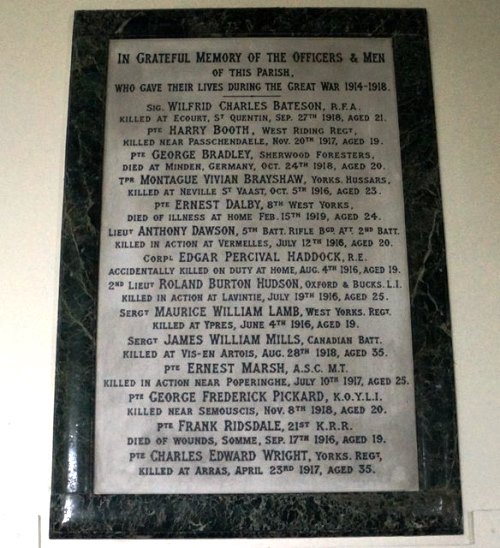 In Grateful Memory of the Officers & Men
of this Parish,
who gave their lives during the Great War 1914-1918.
Sig. Wilfrid Charles Bateson, R.F.A.
killed at Ecourt, St Quentin, Sep. 27th 1918, aged 21.
Pte Harry Booth, West Riding Regt,
killed near Passchendaele, Nov. 20th 1917, aged 19.
Pte George Bradley, Sherwood Foresters,
died at Minden, Germany, Oct. 24th 1918, aged 20.
Tpr Montague Vivian Brayshaw, Yorks. Hussars,
killed at Neville St Vaast, Oct. 5th 1916, aged 23.
Pte Ernest Dalby, 8th West Yorks,
died of illness at home Feb. 15th 1919, aged 24.
Lieut Anthony Dawson, 5th Batt. Rifle Bgd Att. 2nd Batt.
killed in action at Vermelles, July 12th 1916, aged 20.
Corpl Edgar Percival Haddock, R.E.
accidentally killed on duty at home, Aug. 4th 1916, aged 19.
2nd Lieut Roland Burton Hudson, Oxford & Bucks. L.I.
killed in action at Lavintie, July 19th 1916, aged 25.
Sergt Maurice William Lamb, West Yorks. Regt.
killed at Ypres, June 4th 1916, aged 19.
Sergt James William Mills, Canadian Batt.
killed at Vis-en Artois, Aug. 28th 1918, aged 35.
Pte Ernest Marsh, A.S.C. M.T.
killed in action near Poperinghe, July 10th 1917, aged 25.
Pte George Frederick Pickard, K.O.Y.L.I.
killed near Semouscis, Nov. 8th 1918, aged 20.
Pte Frank Ridsdale, 21st K.R.R.
died of wounds, Somme, Sep. 17th 1916, aged 19.
Pte Charles Edward Wright, Yorks. Regt,
killed at Arras, April 23rd 1917, aged 35.